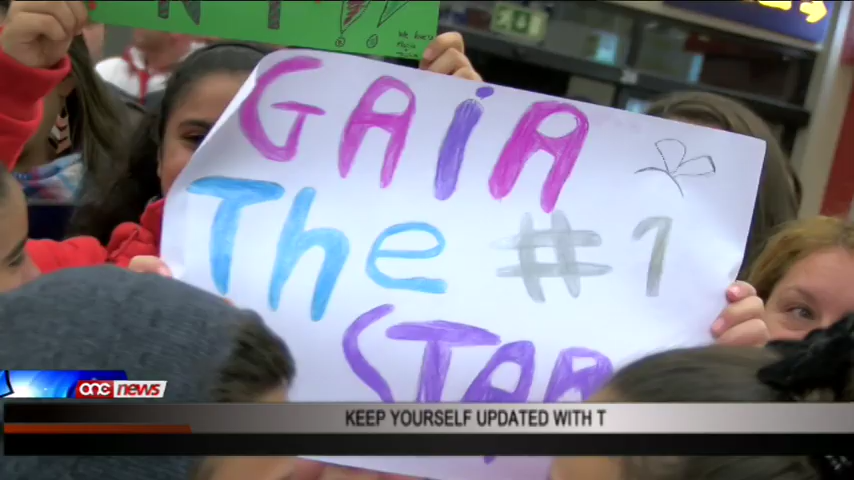 GAiA
The #1
STAR
one news
KEEP YOURSELF UPDATED WITH T